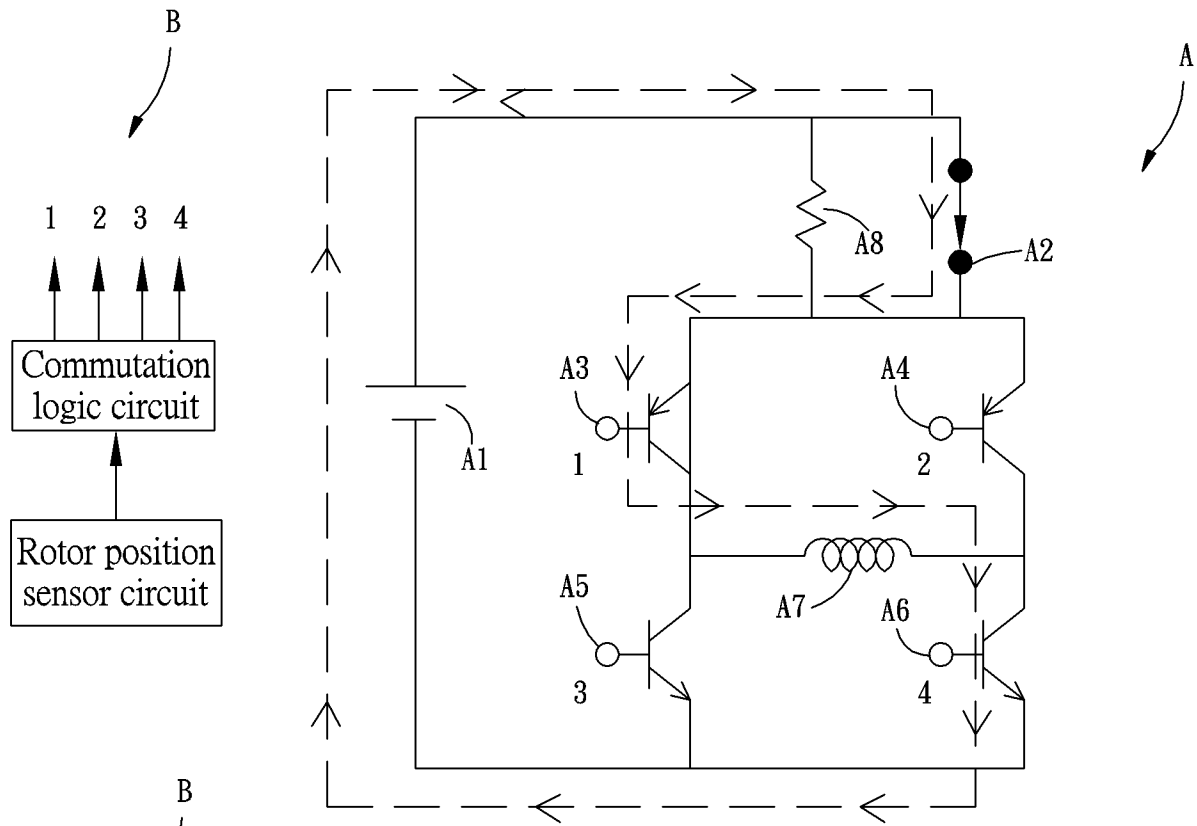 B
A
1 2 3 4
A8
A2
Commutation
logic circuit
A3
A4
A1
1
2
Rotor position
sensor circuit
A5
A7
A6
3
4
B